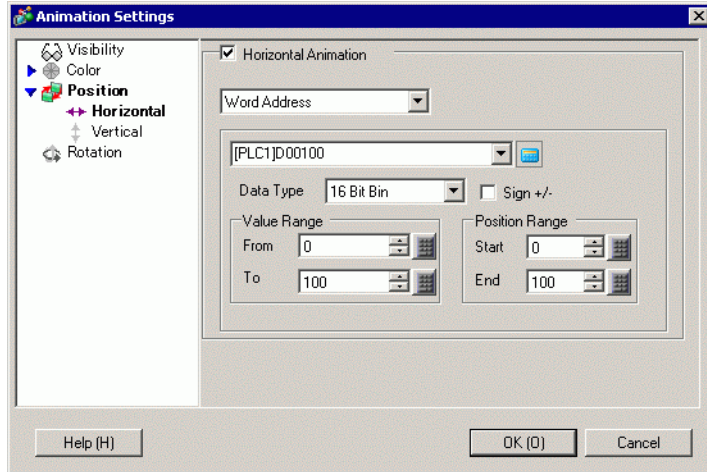 Animation Settings
Visibility
Color
Position
Horizontal
Vertical
Rotation
Horizontal Animation
Word Address
[PLC1]D00100
Data Type 16 Bit Bin Sign +/-
Value Range Position Range
From 0 Start 0
To 100 End 100
Help (H) OK (O) Cancel